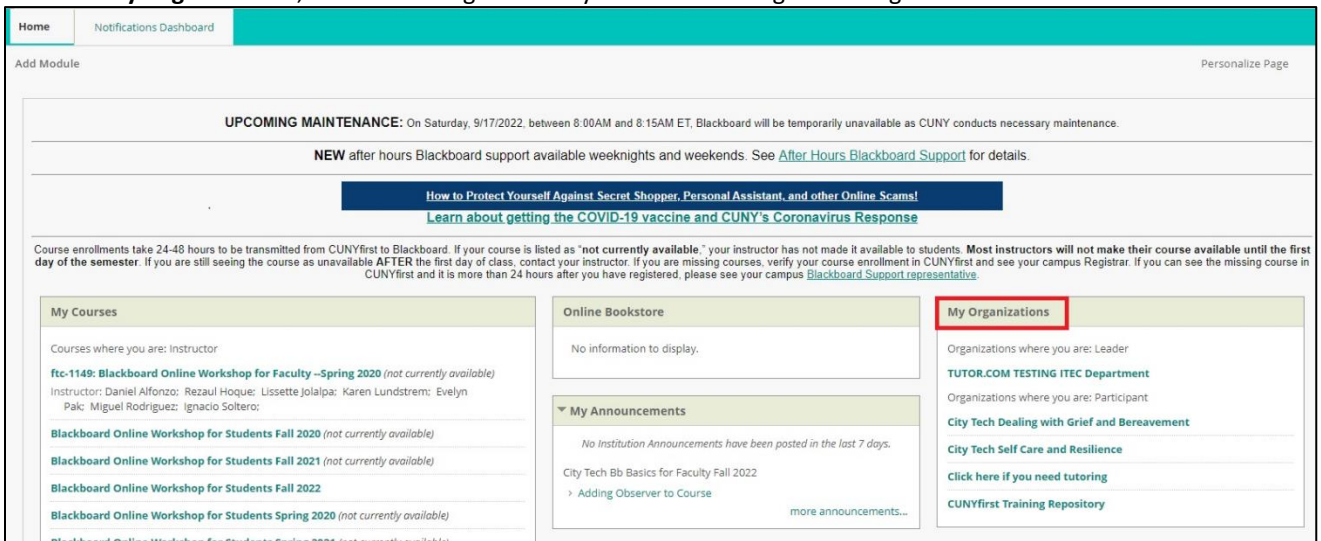 Home Notifications Dashboard
Add Module Personalize Page
UPCOMING MAINTENANCE: On Saturday, 9/17/2022, between 8:00AM and 8:15AM ET, Blackboard will be temporarily unavailable as CUNY conducts necessary maintenance.
NEW after hours Blackboard support available weeknights and weekends. See After Hours Blackboard Support for details.
How to Protect Yourself Against Secret Shopper, Personal Assistant, and other Online Scams!
Learn about getting the COVID-19 vaccine and CUNY's Coronavirus Response
Course enrollments take 24-48 hours to be transmitted from CUNYfirst to Blackboard. If your course is listed as "not currently available," your instructor has not made it available to students. Most instructors will not make their course available until the first
day of the semester. If you are still seeing the course as unavailable AFTER the first day of class, contact your instructor. If you are missing courses, verify your course enrollment in CUNYfirst and see your campus Registrar. If you can see the missing course in
CUNYfirst and it is more than 24 hours after you have registered, please see your campus Blackboard Support representative.
My Courses
Courses where you are: Instructor
ftc-1149: Blackboard Online Workshop for Faculty --Spring 2020 (not currently available)
Instructor: Daniel Alfonzo; Rezaul Hoque; Lissette Jolalpa; Karen Lundstrem; Evelyn
Pak; Miguel Rodriguez; Ignacio Soltero;
Blackboard Online Workshop for Students Fall 2020 (not currently available)
Blackboard Online Workshop for Students Fall 2021 (not currently available)
Blackboard Online Workshop for Students Fall 2022
Blackboard Online Workshop for Students Spring 2020 (not currently available)
Online Bookstore
No information to display.
My Announcements
No Institution Announcements have been posted in the last 7 days.
City Tech Bb Basics for Faculty Fall 2022
> Adding Observer to Course
more announcements...
My Organizations
Organizations where you are: Leader
TUTOR.COM TESTING ITEC Department
Organizations where you are: Participant
City Tech Dealing with Grief and Bereavement
City Tech Self Care and Resilience
Click here if you need tutoring
CUNYfirst Training Repository